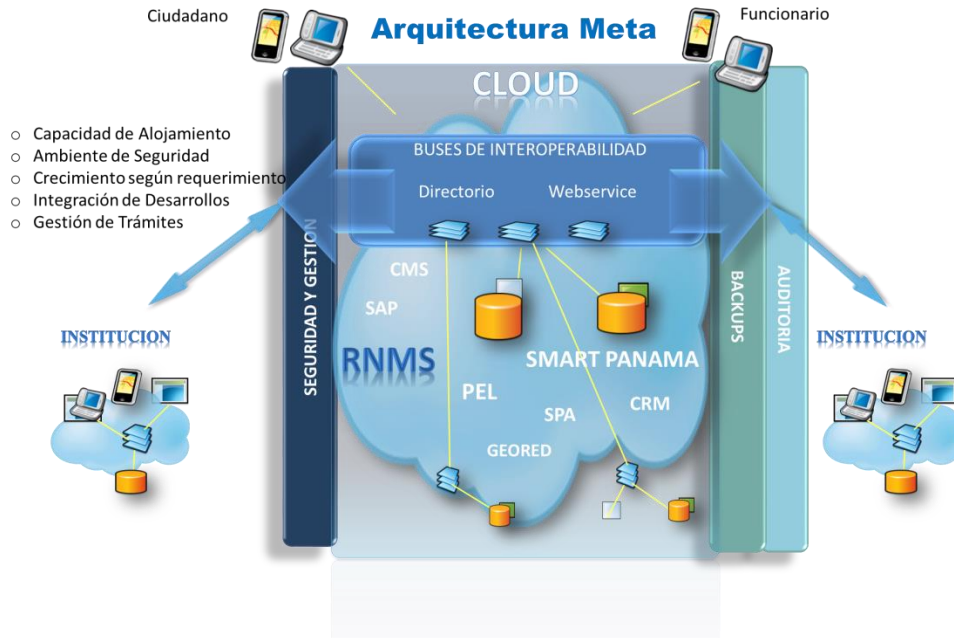 Ciudadano
Arquitectura Meta
Funcionario
CLOUD
Capacidad de Alojamiento
Ambiente de Seguridad
Crecimiento según requerimiento
Integración de Desarrollos
Gestión de Trámites
BUSES DE INTEROPERABILIDAD
Directorio
Webservice
SEGURIDAD Y GESTION
CMS
SAP
RNMS
SMART PANAMA
PEL
SPA
CRM
GEORED
BACKUPS
AUDITORIA
INSTITUCION
INSTITUCION